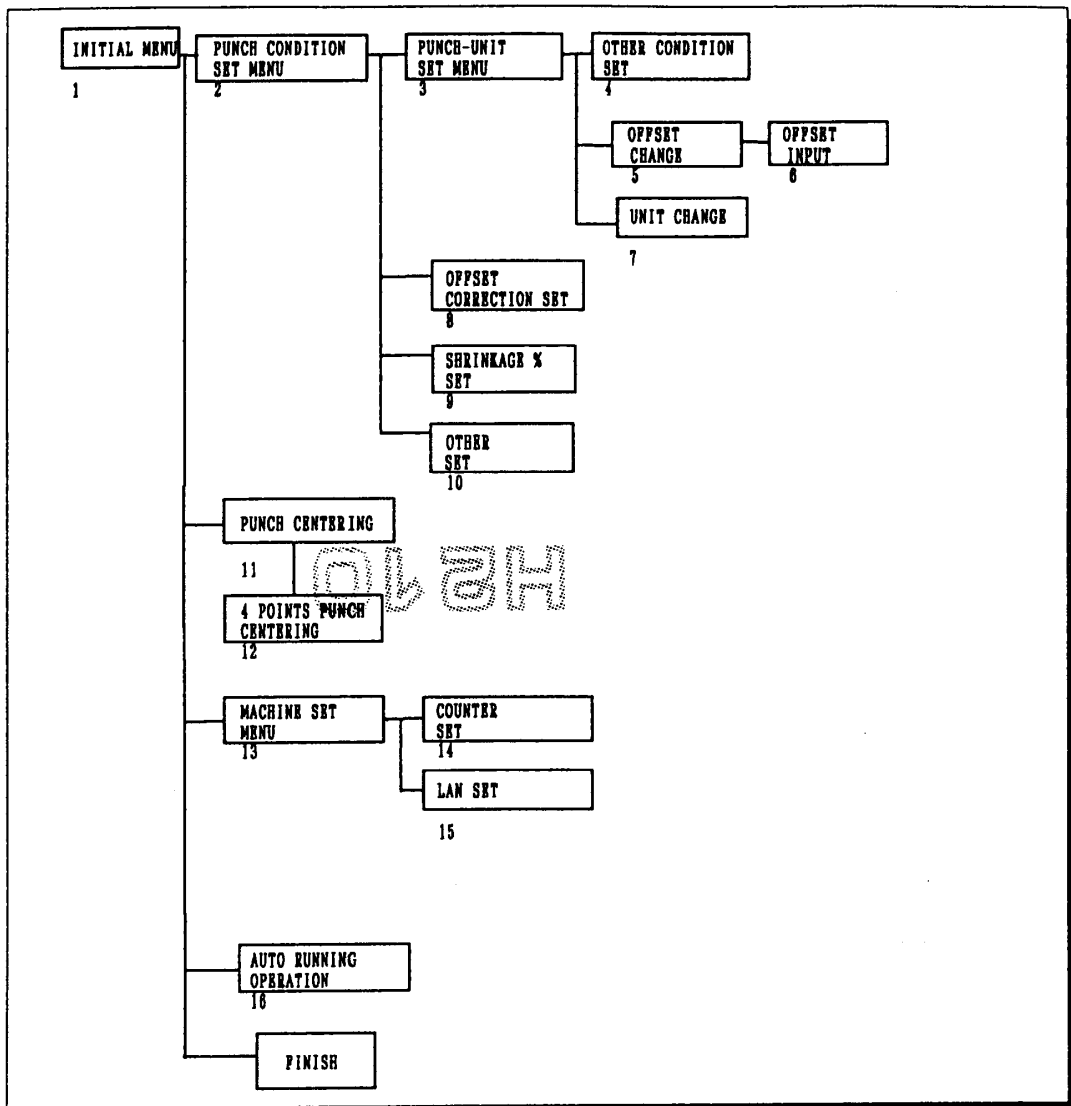 INITIAL MENU
1
PUNCH CONDITION
SET MENU
2
PUNCH-UNIT
SET MENU
3
OTHER CONDITION
SET
4
OFFSET
CHANGE
5
OFFSET
INPUT
6
UNIT CHANGE
7
OFFSET
CORRECTION SET
8
SHRINKAGE %
SET
9
OTHER
SET
10
PUNCH CENTERING
11
4 POINTS PUNCH
CENTERING
12
MACHINE SET
MENU
13
COUNTER
SET
14
LAN SET
15
AUTO RUNNING
OPERATION
16
FINISH